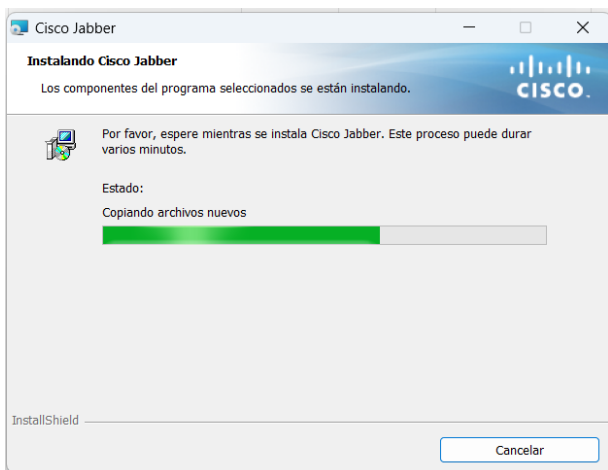 Cisco Jabber
Instalando Cisco Jabber
Los componentes del programa seleccionados se están instalando.
CISCO
Por favor, espere mientras se instala Cisco Jabber. Este proceso puede durar
varios minutos.
Estado:
Copiando archivos nuevos
InstallShield
Cancelar